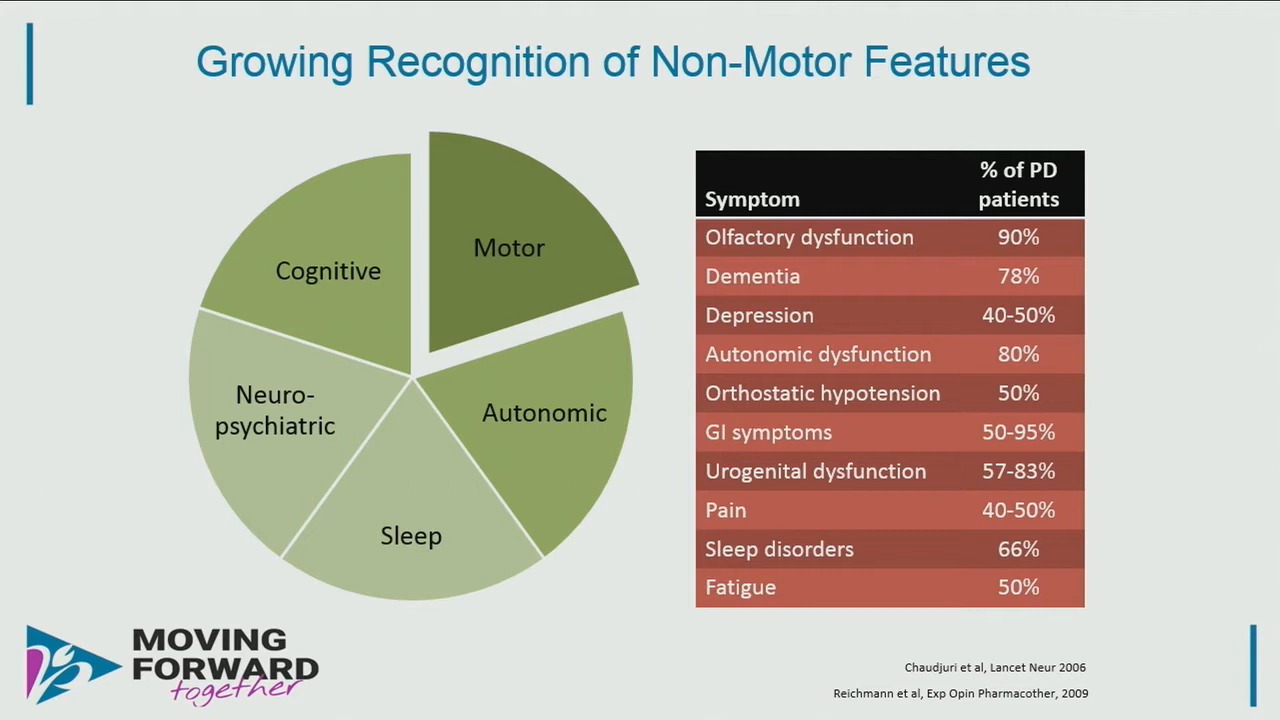 Growing Recognition of Non-Motor Features
Cognitive
Motor
Neuro-
psychiatric
Autonomic
Sleep
Symptom % of PD patients
Olfactory dysfunction 90%
Dementia 78%
Depression 40-50%
Autonomic dysfunction 80%
Orthostatic hypotension 50%
GI symptoms 50-95%
Urogenital dysfunction 57-83%
Pain 40-50%
Sleep disorders 66%
Fatigue 50%
MOVING
FORWARD
together
Chaudjuri et al, Lancet Neur 2006
Reichmann et al, Exp Opin Pharmacother, 2009